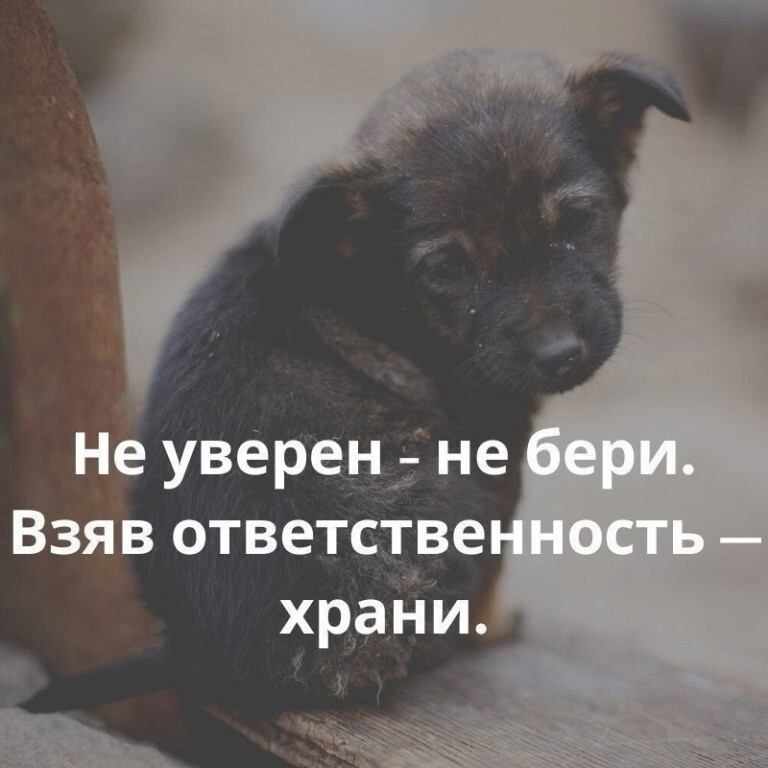 Не уверен - не бери.
Взяв ответственность —
храни.